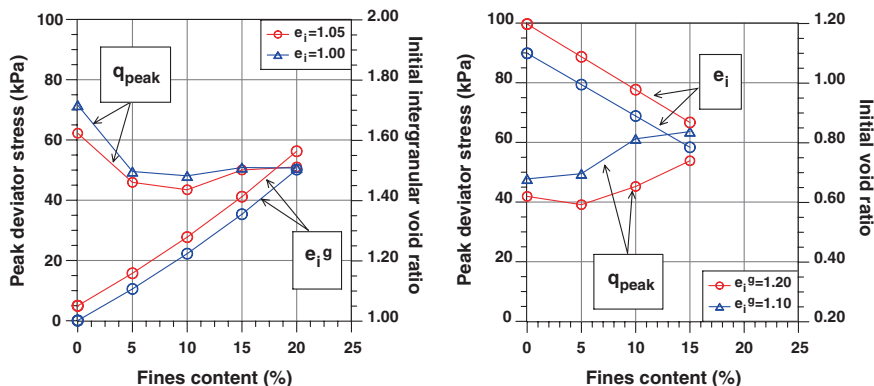 Peak deviator stress (kPa)
100
80
60
40
20
0
0 5 10 15 20 25
Fines content (%)
2.00
1.80
1.60
1.40
1.20
1.00
Initial intergranular void ratio
e_i=1.05
e_i=1.00
q_peak
e_i^g
Peak deviator stress (kPa)
100
80
60
40
20
0
0 5 10 15 20 25
Fines content (%)
1.20
1.00
0.80
0.60
0.40
0.20
Initial void ratio
e_i
q_peak
e_i^g=1.20
e_i^g=1.10